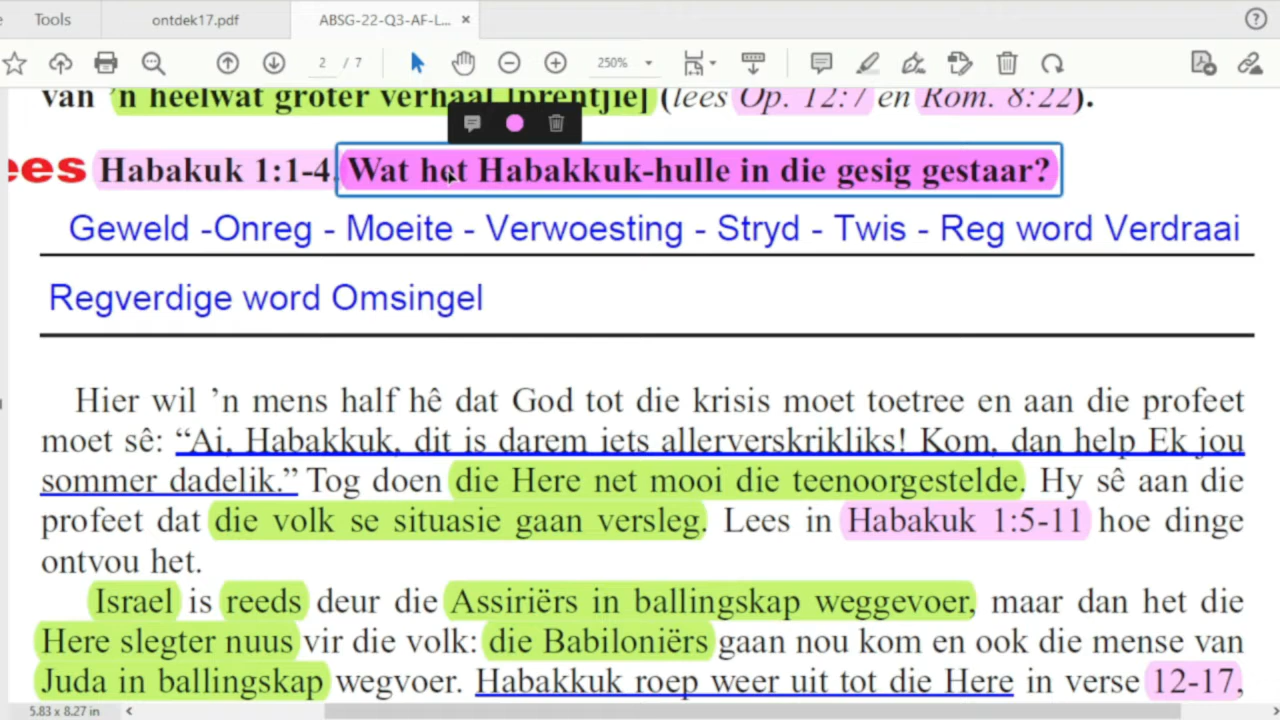 Tools ontdek17.pdf ABSG-22-Q3-AF-L... ×
2 / 7 250%
van ’n heelwat groter verhaal [prentjie] (lees Op. 12:7 en Rom. 8:22).
ees Habakuk 1:1-4. Wat het Habakkuk-hulle in die gesig gestaar?
Geweld -Onreg - Moeite - Verwoesting - Stryd - Twis - Reg word Verdraai
Regverdige word Omsingel
Hier wil ’n mens half hê dat God tot die krisis moet toetree en aan die profeet
moet sê: “Ai, Habakkuk, dit is darem iets allerverskrikliks! Kom, dan help Ek jou
sommer dadelik.” Tog doen die Here net mooi die teenoorgestelde. Hy sê aan die
profeet dat die volk se situasie gaan versleg. Lees in Habakuk 1:5-11 hoe dinge
ontvou het.
Israel is reeds deur die Assiriërs in ballingskap weggevoer, maar dan het die
Here slegter nuus vir die volk: die Babiloniërs gaan nou kom en ook die mense van
Juda in ballingskap wegvoer. Habakkuk roep weer uit tot die Here in verse 12-17,
5.83 x 8.27 in